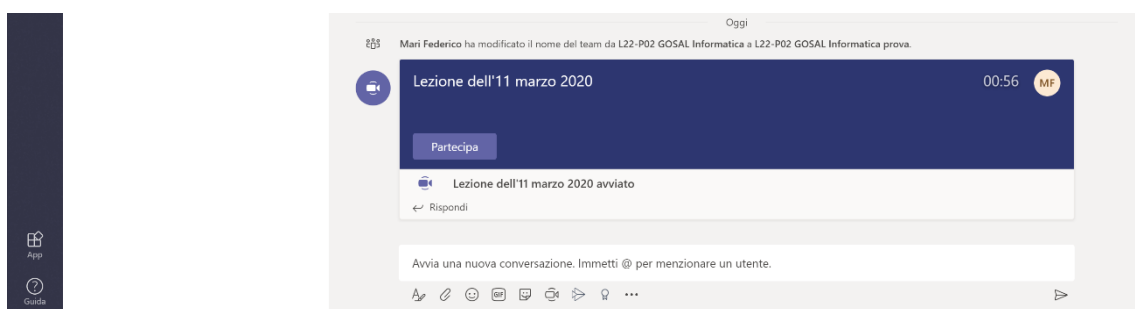 Oggi
Mari Federico ha modificato il nome del team da L22-P02 GOSAL Informatica a L22-P02 GOSAL Informatica prova.
Lezione dell'11 marzo 2020 00:56 MF
Partecipa
Lezione dell'11 marzo 2020 avviato
Rispondi
App
Avvia una nuova conversazione. Immetti @ per menzionare un utente.
Guida
GIF